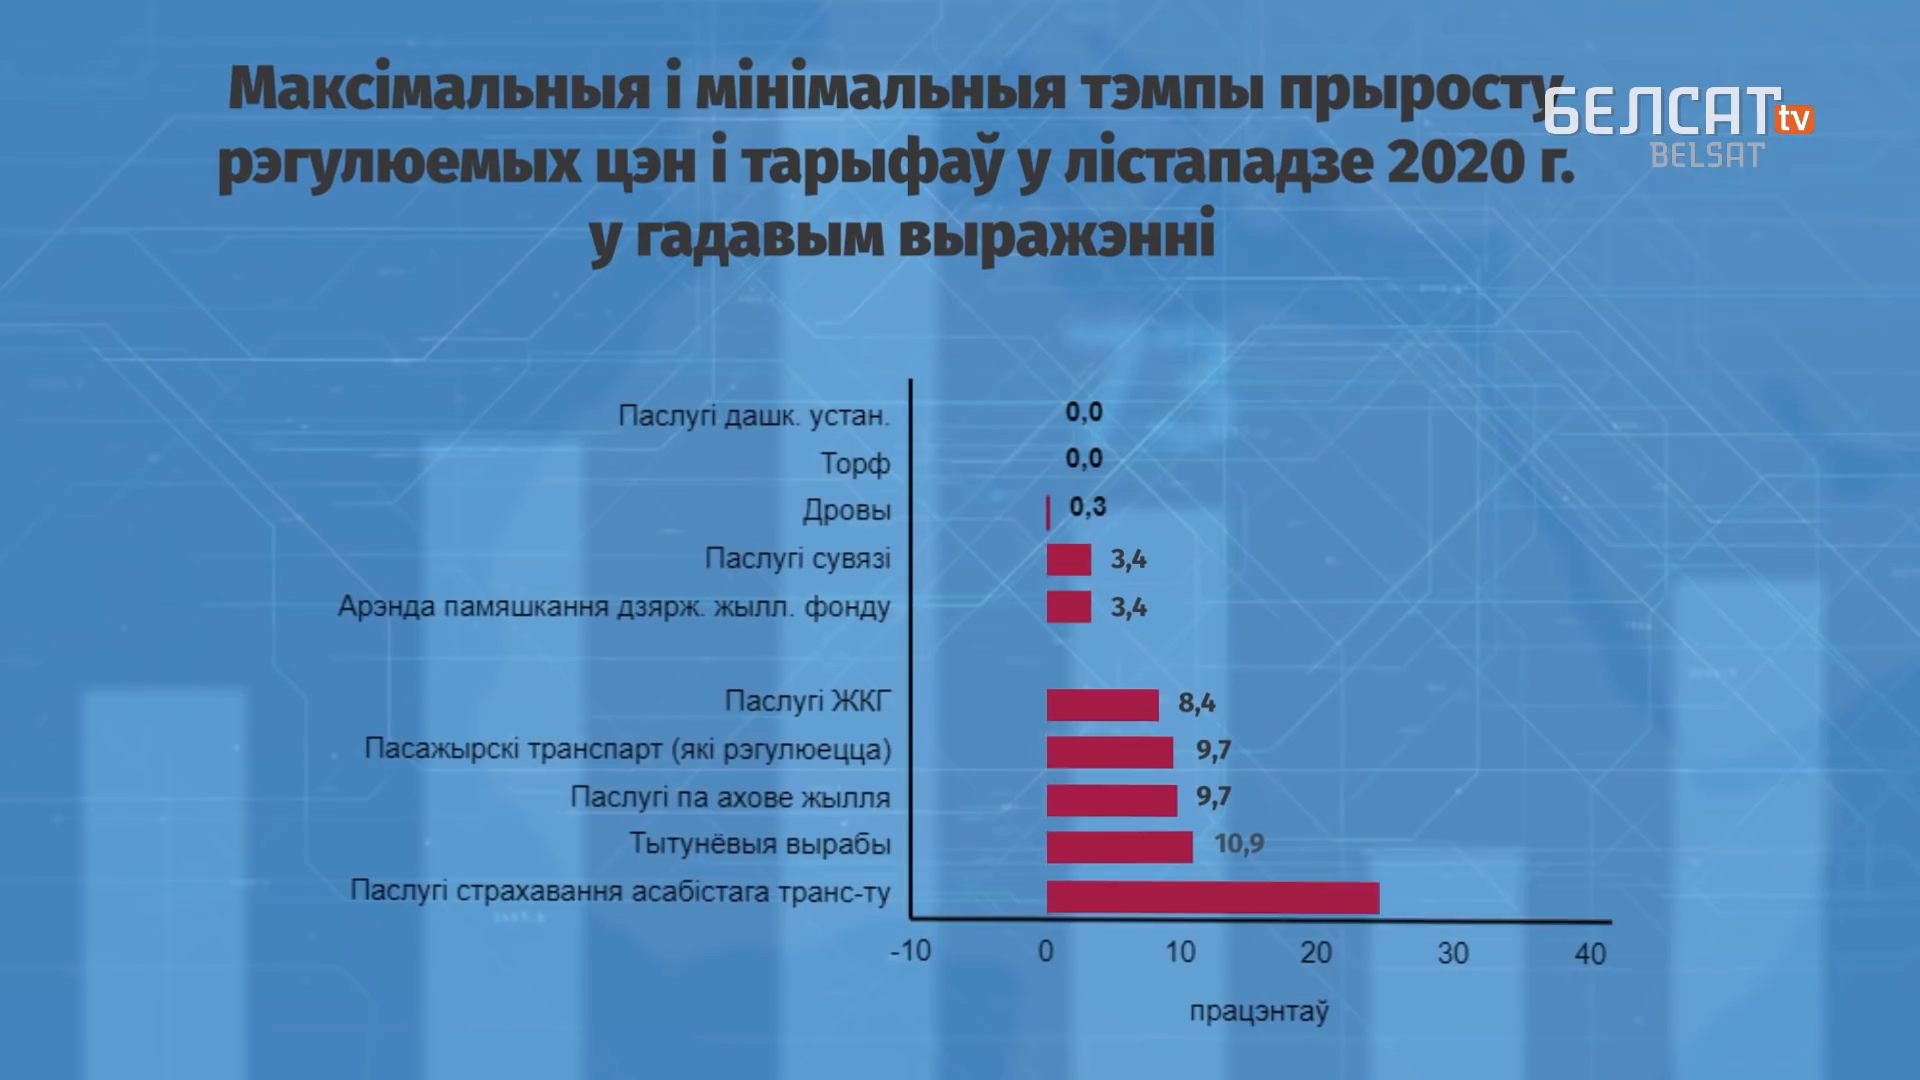 Максімальныя і мінімальныя тэмпы прыросту
рэгулюемых цэн і тарыфаў у лістападзе 2020 г.
у гадавым выражэнні
БЕЛСАТ tv
BELSAT
Паслугі дашк. устан. 0,0
Торф 0,0
Дровы 0,3
Паслугі сувязі 3,4
Арэнда памяшкання дзярж. жылл. фонду 3,4
Паслугі ЖКГ 8,4
Пасажырскі транспарт (які рэгулюецца) 9,7
Паслугі па ахове жылля 9,7
Тытунёвыя вырабы 10,9
Паслугі страхавання асабістага транс-ту
-10 0 10 20 30 40
працэнтаў